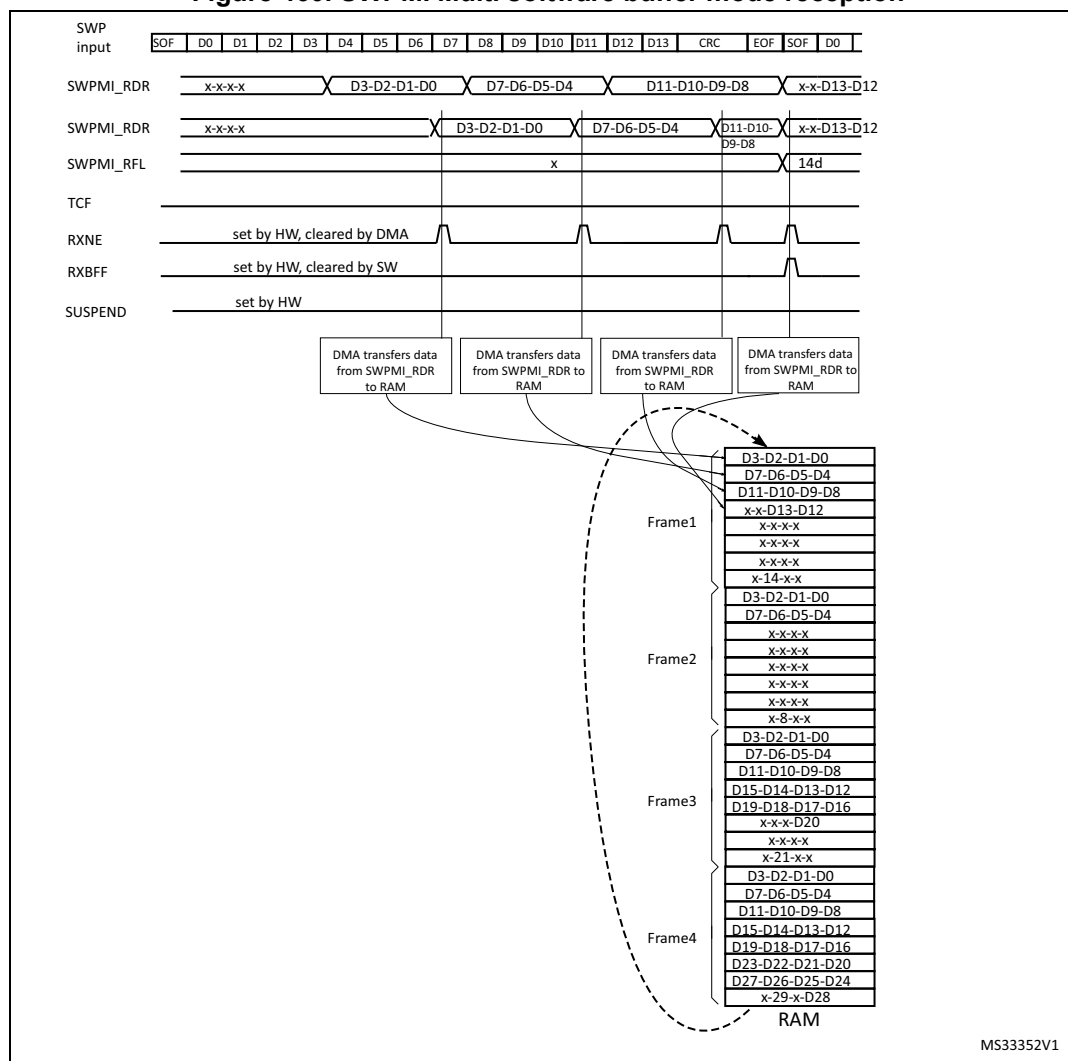 SWP input
SOF D0 D1 D2 D3 D4 D5 D6 D7 D8 D9 D10 D11 D12 D13 CRC EOF SOF D0
SWPMI_RDR x-x-x-x D3-D2-D1-D0 D7-D6-D5-D4 D11-D10-D9-D8 x-x-D13-D12
SWPMI_RDR x-x-x-x D3-D2-D1-D0 D7-D6-D5-D4 D11-D10-D9-D8 x-x-D13-D12
SWPMI_RFL x 14d
TCF
RXNE set by HW, cleared by DMA
RXBFF set by HW, cleared by SW
SUSPEND set by HW
DMA transfers data
from SWPMI_RDR
to RAM
DMA transfers data
from SWPMI_RDR to
RAM
DMA transfers data
from SWPMI_RDR
to RAM
DMA transfers data
from SWPMI_RDR to
RAM
Frame1
D3-D2-D1-D0
D7-D6-D5-D4
D11-D10-D9-D8
x-x-D13-D12
x-x-x-x
x-x-x-x
x-x-x-x
x-14-x-x
Frame2
D3-D2-D1-D0
D7-D6-D5-D4
x-x-x-x
x-x-x-x
x-x-x-x
x-x-x-x
x-x-x-x
x-8-x-x
Frame3
D3-D2-D1-D0
D7-D6-D5-D4
D11-D10-D9-D8
D15-D14-D13-D12
D19-D18-D17-D16
x-x-x-D20
x-x-x-x
x-21-x-x
Frame4
D3-D2-D1-D0
D7-D6-D5-D4
D11-D10-D9-D8
D15-D14-D13-D12
D19-D18-D17-D16
D23-D22-D21-D20
D27-D26-D25-D24
x-29-x-D28
RAM
MS33352V1